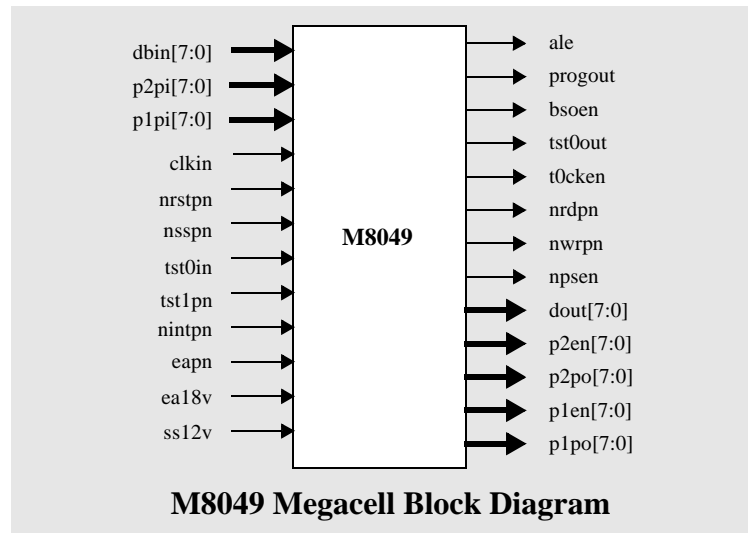 dbin[7:0]
p2pi[7:0]
p1pi[7:0]
clkin
nrstpn
nsspn
tst0in
tst1pn
nintpn
eapn
ea18v
ss12v
M8049
ale
progout
bsoen
tst0out
t0cken
nrdpn
nwrpn
npsen
dout[7:0]
p2en[7:0]
p2po[7:0]
p1en[7:0]
p1po[7:0]
M8049 Megacell Block Diagram